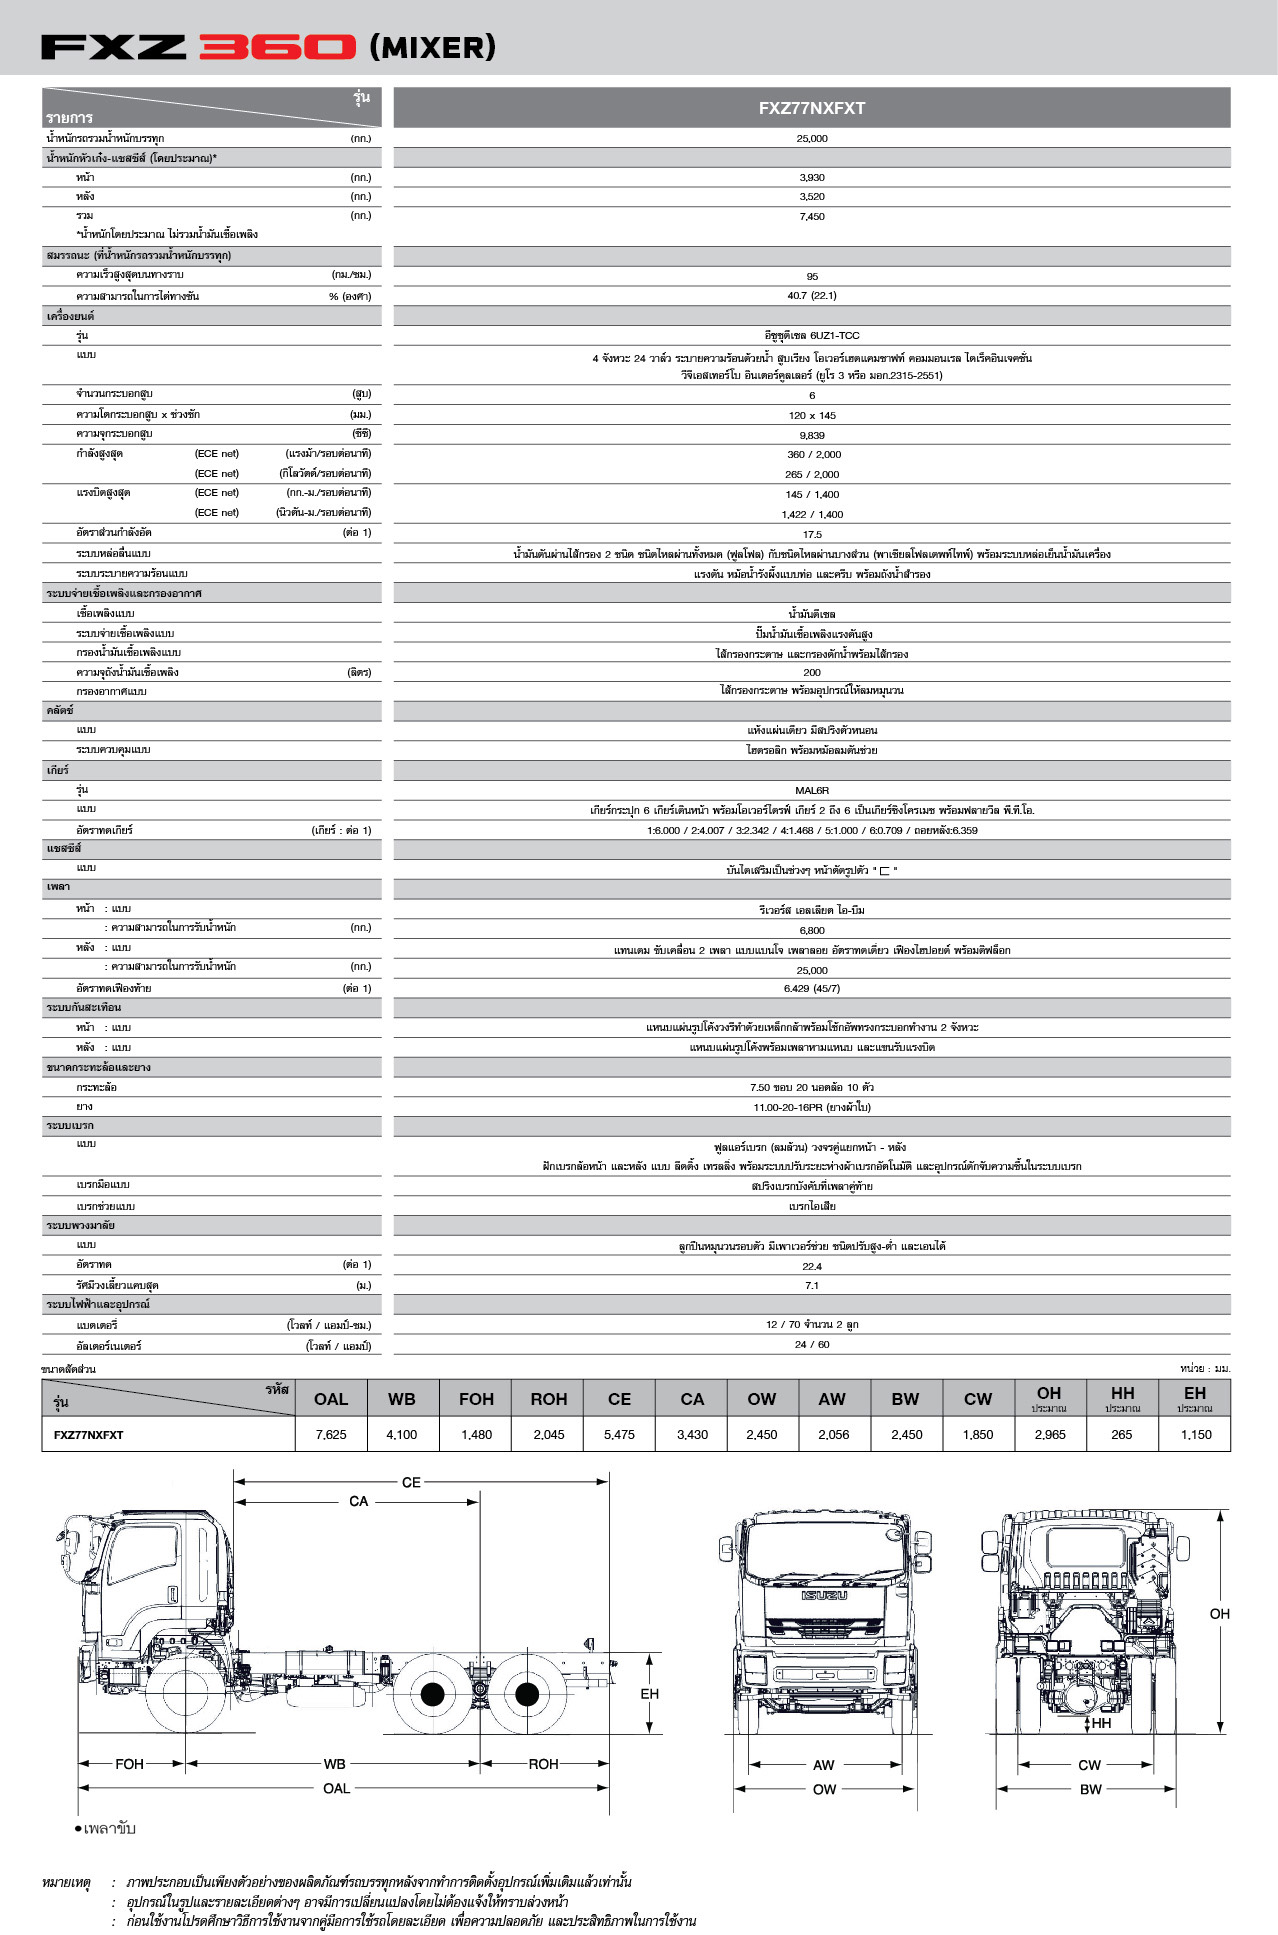 FXZ 360 (MIXER)
รุ่น
รายการ
FXZ77NXFXT
น้ำหนักรถรวมน้ำหนักบรรทุก (กก.) 25,000
น้ำหนักหัวเก๋ง-แชสซีส์ (โดยประมาณ)*
หน้า (กก.) 3,930
หลัง (กก.) 3,520
รวม (กก.) 7,450
*น้ำหนักโดยประมาณ ไม่รวมน้ำมันเชื้อเพลิง
สมรรถนะ (ที่น้ำหนักรถรวมน้ำหนักบรรทุก)
ความเร็วสูงสุดบนทางราบ (กม./ชม.) 95
ความสามารถในการไต่ทางชัน % (องศา) 40.7 (22.1)
เครื่องยนต์
รุ่น อีซูซุดีเซล 6UZ1-TCC
แบบ 4 จังหวะ 24 วาล์ว ระบายความร้อนด้วยน้ำ สูบเรียง โอเวอร์เฮดแคมชาฟท์ คอมมอนเรล ไดเร็คอินเจคชั่น
วีจีเอสเทอร์โบ อินเตอร์คูลเลอร์ (ยูโร 3 หรือ มอก.2315-2551)
จำนวนกระบอกสูบ (สูบ) 6
ความโตกระบอกสูบ x ช่วงชัก (มม.) 120 x 145
ความจุกระบอกสูบ (ซีซี) 9,839
กำลังสูงสุด (ECE net) (แรงม้า/รอบต่อนาที) 360 / 2,000
(ECE net) (กิโลวัตต์/รอบต่อนาที) 265 / 2,000
แรงบิดสูงสุด (ECE net) (กก.-ม./รอบต่อนาที) 145 / 1,400
(ECE net) (นิวตัน-ม./รอบต่อนาที) 1,422 / 1,400
อัตราส่วนกำลังอัด (ต่อ 1) 17.5
ระบบหล่อลื่นแบบ น้ำมันดันผ่านไส้กรอง 2 ชนิด ชนิดไหลผ่านทั้งหมด (ฟูลโฟล) กับชนิดไหลผ่านบางส่วน (พาเชียลโฟลเตพท์ไทพ์) พร้อมระบบหล่อเย็นน้ำมันเครื่อง
ระบบระบายความร้อนแบบ แรงดัน หม้อน้ำรังผึ้งแบบท่อ และครีบ พร้อมถังน้ำสำรอง
ระบบจ่ายเชื้อเพลิงและกรองอากาศ
เชื้อเพลิงแบบ น้ำมันดีเซล
ระบบจ่ายเชื้อเพลิงแบบ ปั๊มน้ำมันเชื้อเพลิงแรงดันสูง
กรองน้ำมันเชื้อเพลิงแบบ ไส้กรองกระดาษ และกรองดักน้ำพร้อมไส้กรอง
ความจุถังน้ำมันเชื้อเพลิง (ลิตร) 200
กรองอากาศแบบ ไส้กรองกระดาษ พร้อมอุปกรณ์ให้ลมหมุนวน
คลัตช์
แบบ แห้งแผ่นเดียว มีสปริงตัวหนอน
ระบบควบคุมแบบ ไฮดรอลิก พร้อมหม้อลมดันช่วย
เกียร์
รุ่น MAL6R
แบบ เกียร์กระปุก 6 เกียร์เดินหน้า พร้อมโอเวอร์ไดรฟ์ เกียร์ 2 ถึง 6 เป็นเกียร์ซิงโครเมช พร้อมฟลายวีล พี.ที.โอ.
อัตราทดเกียร์ (เกียร์ : ต่อ 1) 1:6.000 / 2:4.007 / 3:2.342 / 4:1.468 / 5:1.000 / 6:0.709 / ถอยหลัง:6.359
แชสซีส์
แบบ บันไดเสริมเป็นช่วงๆ หน้าตัดรูปตัว " ⊏ "
เพลา
หน้า : แบบ รีเวอร์ส เอลเลียต ไอ-บีม
: ความสามารถในการรับน้ำหนัก (กก.) 6,800
หลัง : แบบ แทนเดม ขับเคลื่อน 2 เพลา แบบแบนโจ เพลาลอย อัตราทดเดี่ยว เฟืองไฮปอยด์ พร้อมดิฟล็อก
: ความสามารถในการรับน้ำหนัก (กก.) 25,000
อัตราทดเฟืองท้าย (ต่อ 1) 6.429 (45/7)
ระบบกันสะเทือน
หน้า : แบบ แหนบแผ่นรูปโค้งวงรีทำด้วยเหล็กกล้าพร้อมโช้กอัพทรงกระบอกทำงาน 2 จังหวะ
หลัง : แบบ แหนบแผ่นรูปโค้งพร้อมเพลาหามแหนบ และแขนรับแรงบิด
ขนาดกระทะล้อและยาง
กระทะล้อ 7.50 ขอบ 20 นอตล้อ 10 ตัว
ยาง 11.00-20-16PR (ยางผ้าใบ)
ระบบเบรก
แบบ ฟูลแอร์เบรก (ลมล้วน) วงจรคู่แยกหน้า - หลัง
ฝักเบรกล้อหน้า และหลัง แบบ ลีดดิ้ง เทรลลิ่ง พร้อมระบบปรับระยะห่างผ้าเบรกอัตโนมัติ และอุปกรณ์ดักจับความชื้นในระบบเบรก
เบรกมือแบบ สปริงเบรกบังคับที่เพลาคู่ท้าย
เบรกช่วยแบบ เบรกไอเสีย
ระบบพวงมาลัย
แบบ ลูกปืนหมุนวนรอบตัว มีเพาเวอร์ช่วย ชนิดปรับสูง-ต่ำ และเอนได้
อัตราทด (ต่อ 1) 22.4
รัศมีวงเลี้ยวแคบสุด (ม.) 7.1
ระบบไฟฟ้าและอุปกรณ์
แบตเตอรี่ (โวลท์ / แอมป์-ชม.) 12 / 70 จำนวน 2 ลูก
อัลเตอร์เนเตอร์ (โวลท์ / แอมป์) 24 / 60
ขนาดสัดส่วน หน่วย : มม.
รหัส
รุ่น
OAL WB FOH ROH CE CA OW AW BW CW OH ประมาณ HH ประมาณ EH ประมาณ
FXZ77NXFXT 7,625 4,100 1,480 2,045 5,475 3,430 2,450 2,056 2,450 1,850 2,965 265 1,150
CE
CA
ISUZU
OH
EH
HH
FOH WB ROH AW CW
OAL OW BW
●เพลาขับ
หมายเหตุ : ภาพประกอบเป็นเพียงตัวอย่างของผลิตภัณฑ์รถบรรทุกหลังจากทำการติดตั้งอุปกรณ์เพิ่มเติมแล้วเท่านั้น
: อุปกรณ์ในรูปและรายละเอียดต่างๆ อาจมีการเปลี่ยนแปลงโดยไม่ต้องแจ้งให้ทราบล่วงหน้า
: ก่อนใช้งานโปรดศึกษาวิธีการใช้งานจากคู่มือการใช้รถโดยละเอียด เพื่อความปลอดภัย และประสิทธิภาพในการใช้งาน